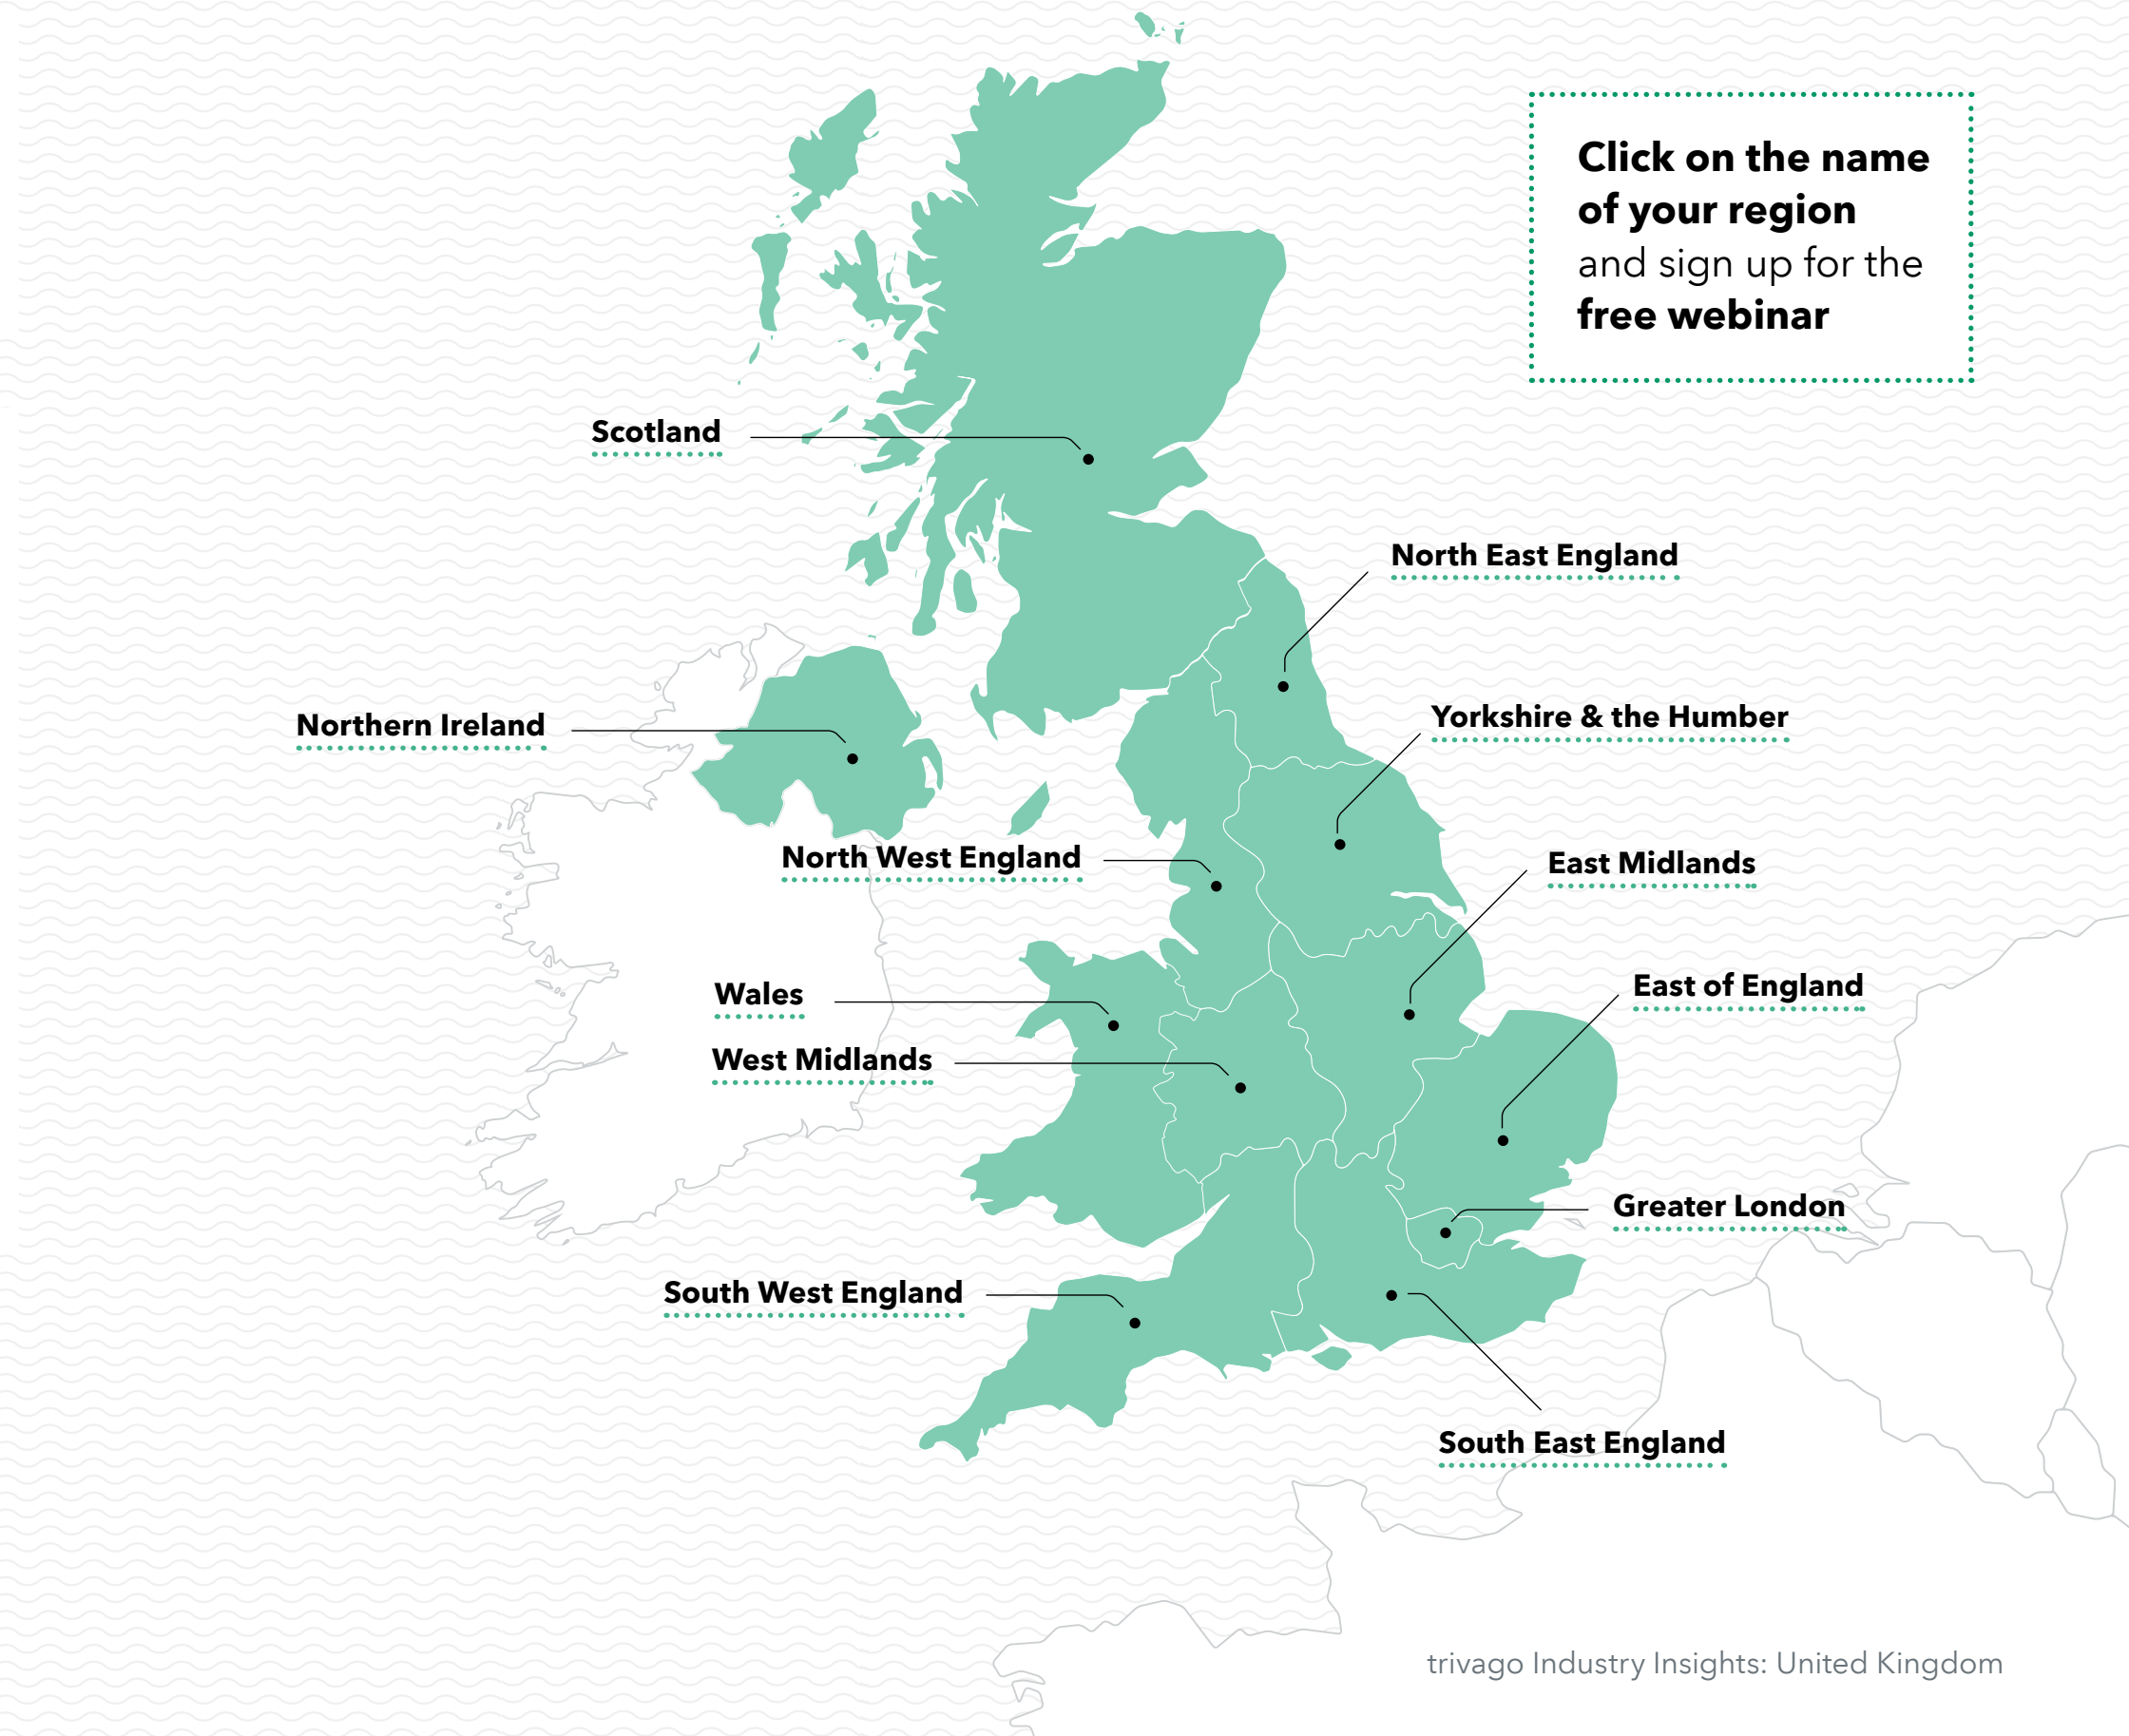 Click on the name
of your region
and sign up for the
free webinar
Scotland
North East England
Northern Ireland
Yorkshire & the Humber
North West England
East Midlands
Wales
East of England
West Midlands
Greater London
South West England
South East England
trivago Industry Insights: United Kingdom